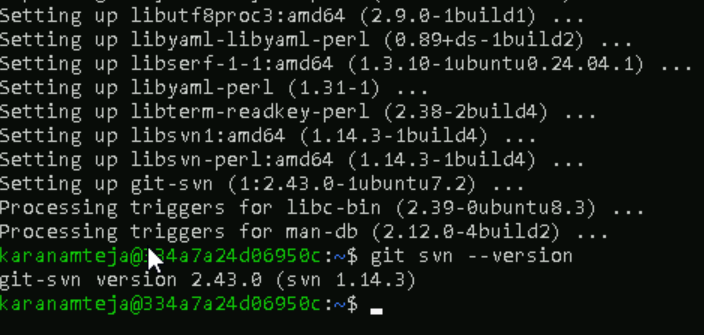 Setting up libutf8proc3:amd64 (2.9.0-1build1) ...
Setting up libyaml-libyaml-perl (0.89+ds-1build2) ...
Setting up libserf-1-1:amd64 (1.3.10-1ubuntu0.24.04.1) ...
Setting up libyaml-perl (1.31-1) ...
Setting up libterm-readkey-perl (2.38-2build4) ...
Setting up libsvn1:amd64 (1.14.3-1build4) ...
Setting up libsvn-perl:amd64 (1.14.3-1build4) ...
Setting up git-svn (1:2.43.0-1ubuntu7.2) ...
Processing triggers for libc-bin (2.39-0ubuntu8.3) ...
Processing triggers for man-db (2.12.0-4build2) ...
karanamteja@334a7a24d06950c:~$ git svn --version
git-svn version 2.43.0 (svn 1.14.3)
karanamteja@334a7a24d06950c:~$